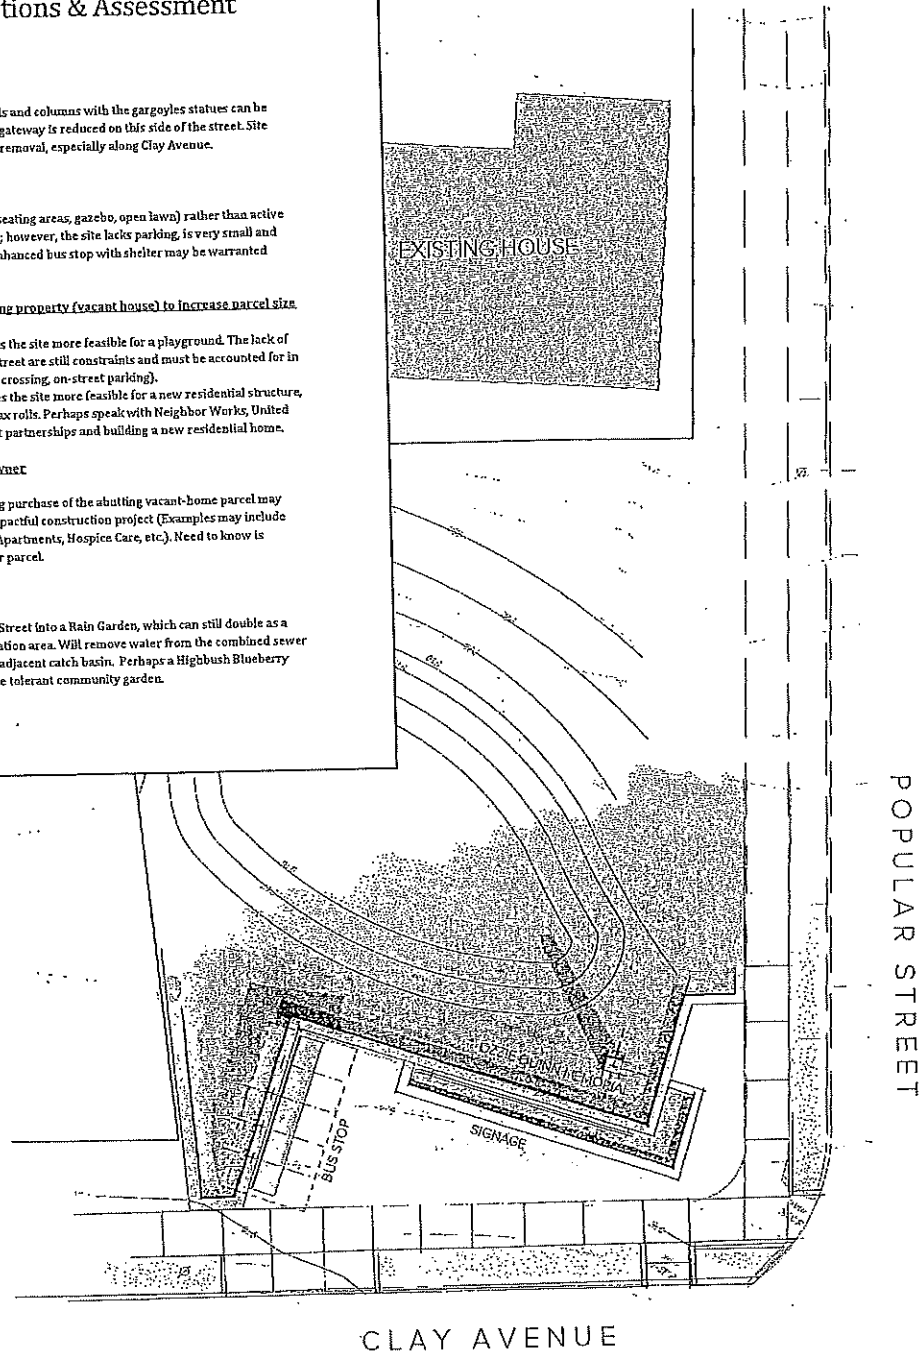 tions & Assessment
ls and columns with the gargoyles statues can be
gateway is reduced on this side of the street. Site
removal, especially along Clay Avenue.
seating areas, gazebo, open lawn) rather than active
; however, the site lacks parking, is very small and
nhanced bus stop with shelter may be warranted
ng property (vacant house) to increase parcel size
s the site more feasible for a playground. The lack of
treet are still constraints and must be accounted for in
crossing, on-street parking).
es the site more feasible for a new residential structure,
ax rolls. Perhaps speak with Neighbor Works, United
t partnerships and building a new residential home.
wner
g purchase of the abutting vacant-home parcel may
pactful construction project (Examples may include
Apartments, Hospice Care, etc.). Need to know is
r parcel.
Street into a Rain Garden, which can still double as a
ation area. Will remove water from the combined sewer
adjacent catch basin. Perhaps a Highbush Blueberry
e tolerant community garden.
EXISTING HOUSE
POPULAR STREET
SIGNAGE
BUS STOP
CLAY AVENUE